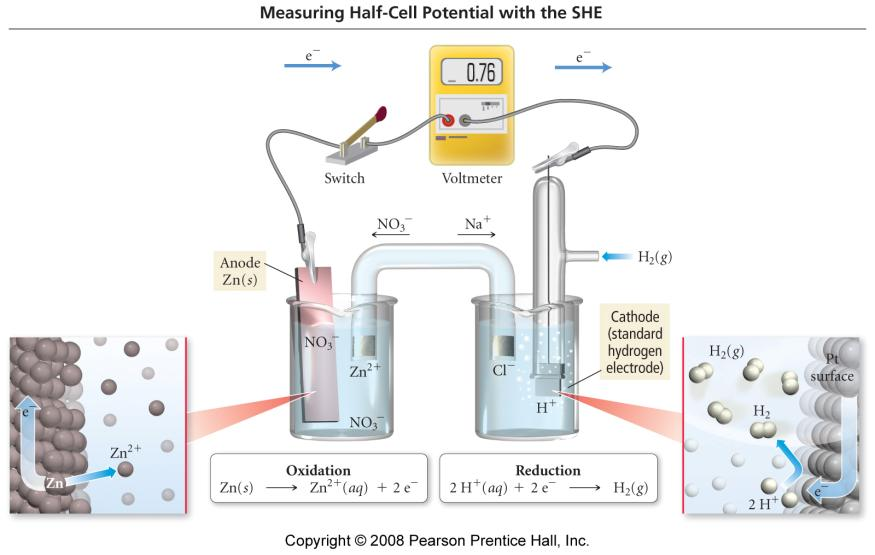 Measuring Half-Cell Potential with the SHE
e⁻
e⁻
_ 0.76
Switch
Voltmeter
NO₃⁻
Na⁺
H₂(g)
Anode
Zn(s)
Cathode
(standard
hydrogen
electrode)
NO₃⁻
Zn²⁺
NO₃⁻
Cl⁻
H⁺
e⁻
Zn²⁺
Zn
H₂(g)
Pt
surface
H₂
2 H⁺
e⁻
Oxidation
Zn(s) ⟶ Zn²⁺(aq) + 2 e⁻
Reduction
2 H⁺(aq) + 2 e⁻ ⟶ H₂(g)
Copyright © 2008 Pearson Prentice Hall, Inc.